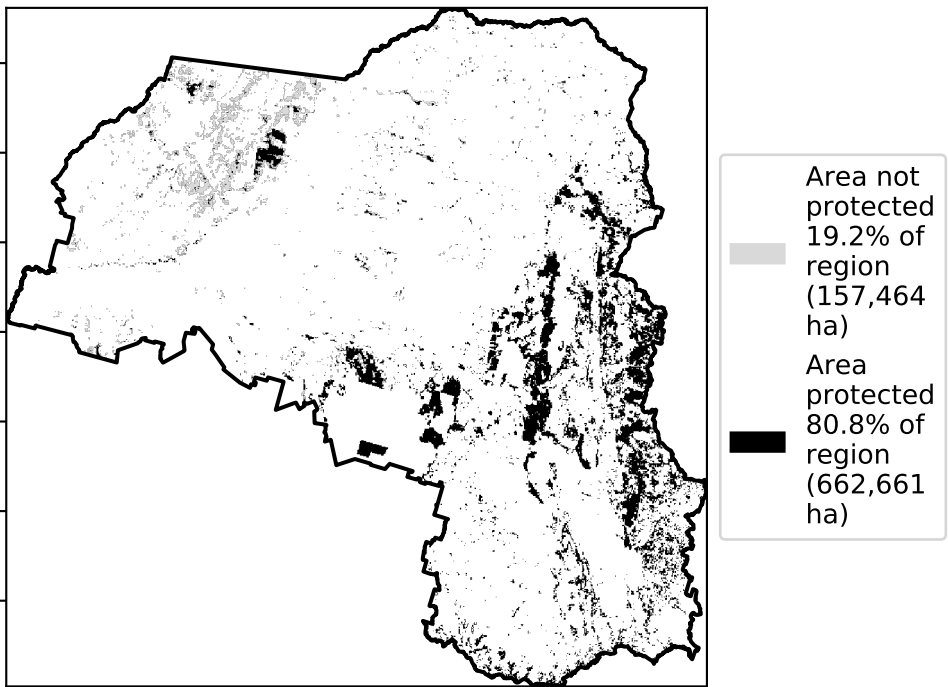 Area not
protected
19.2% of
region
(157,464
ha)
Area
protected
80.8% of
region
(662,661
ha)